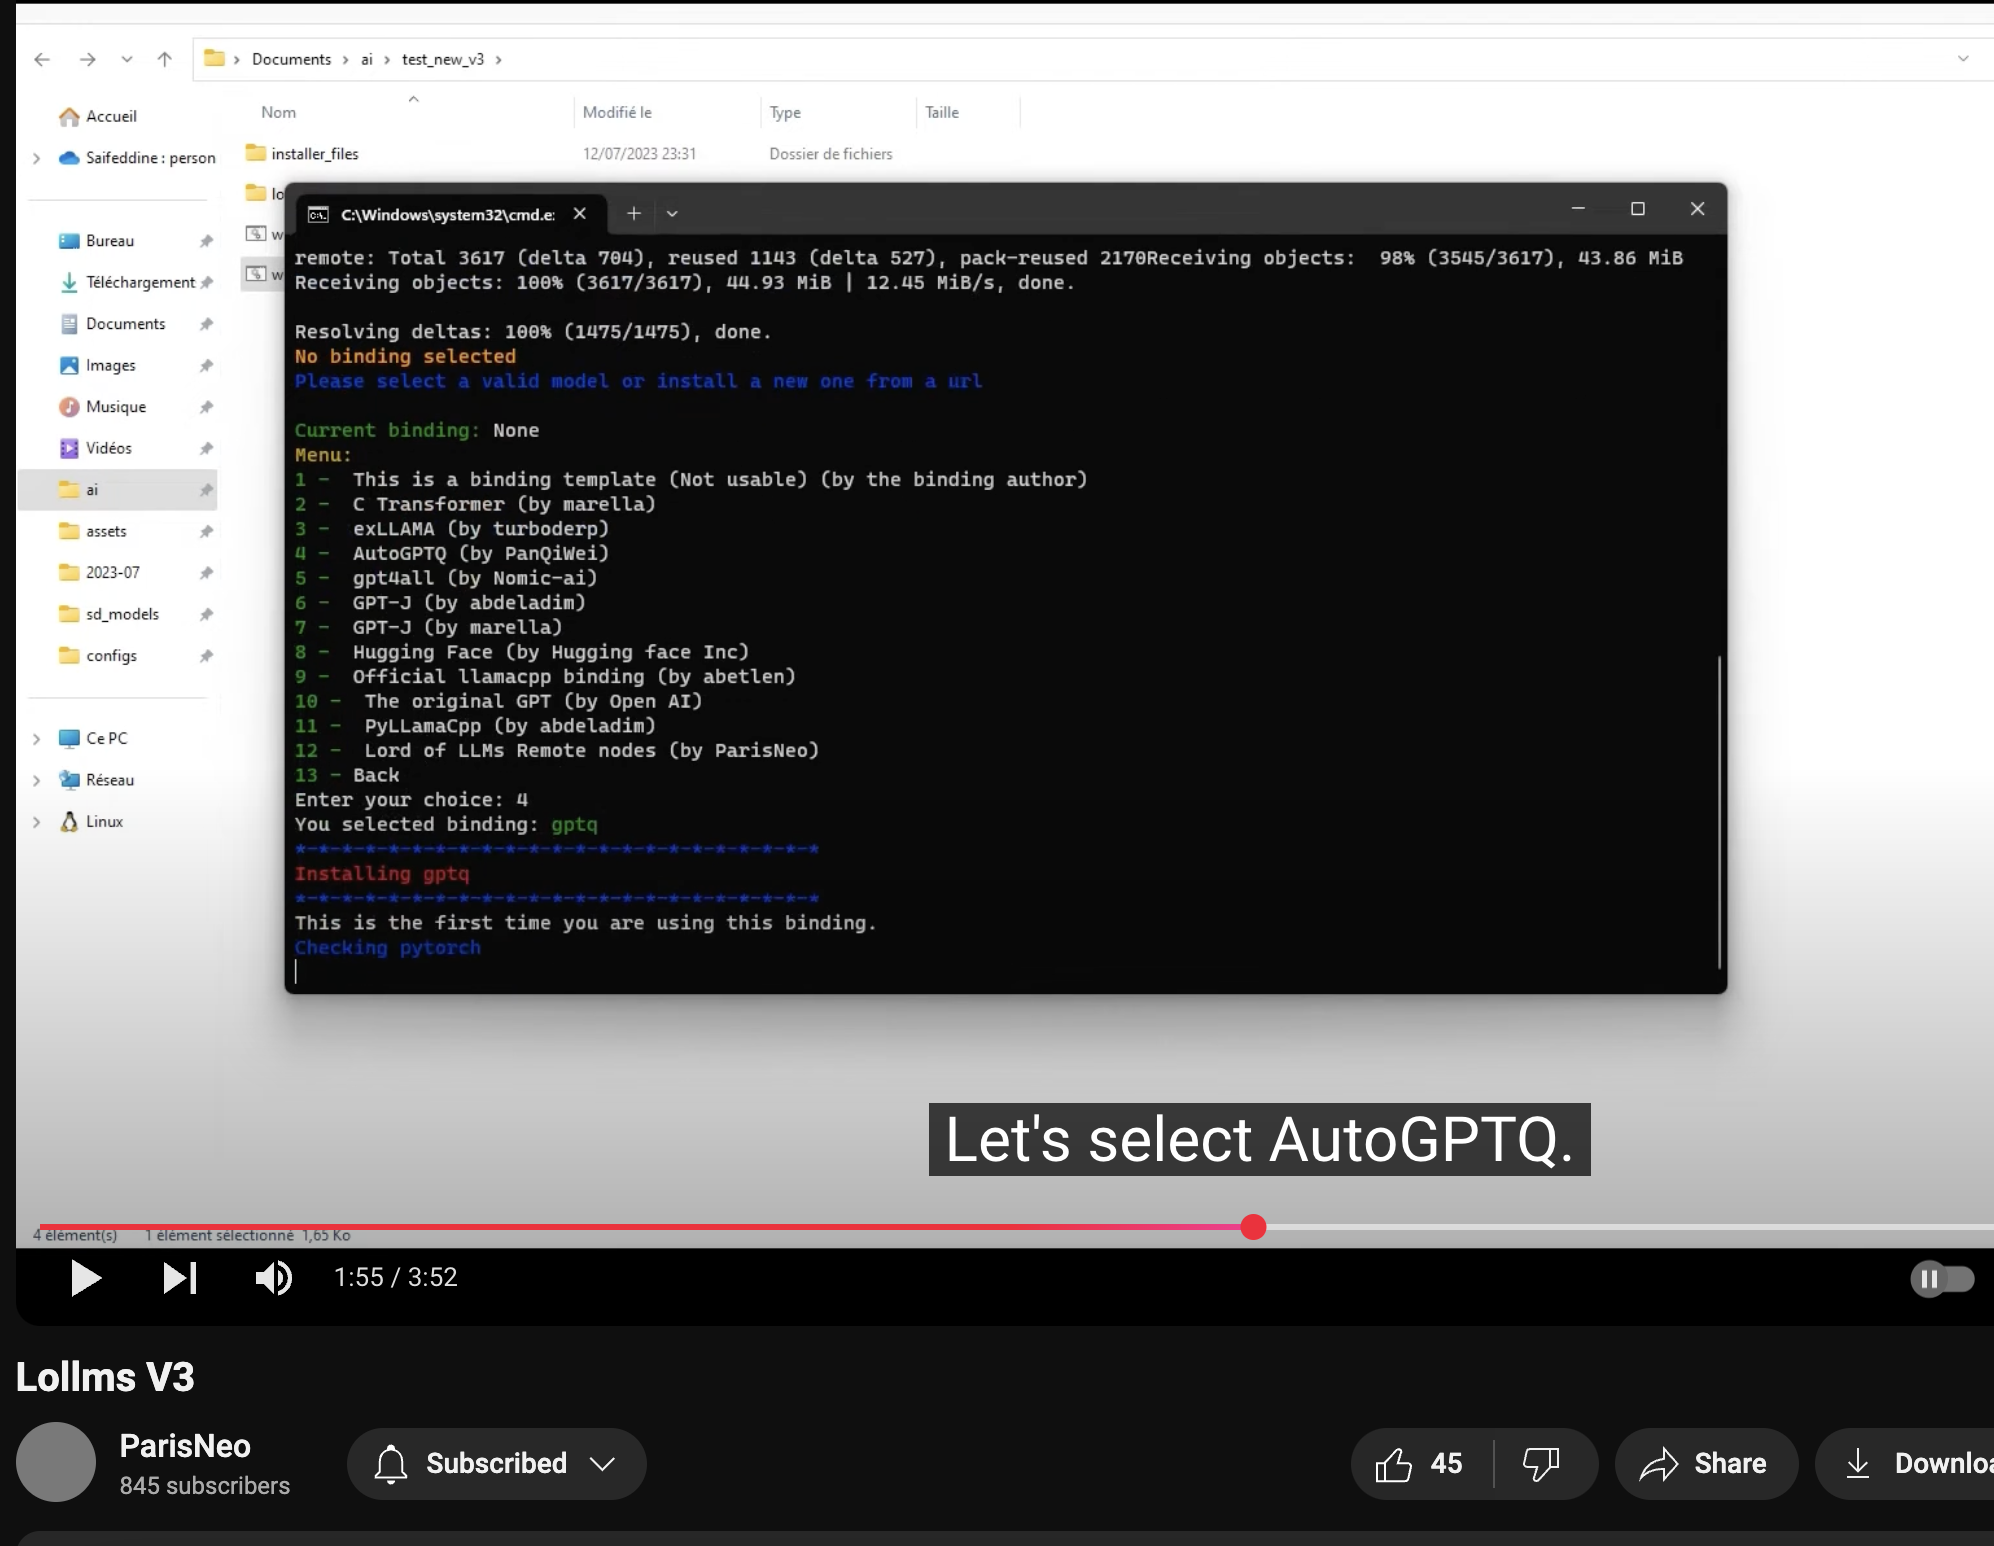 Documents > ai > test_new_v3 >
Nom Modifié le Type Taille
Accueil
Saifeddine : person
Bureau
Téléchargement
Documents
Images
Musique
Vidéos
ai
assets
2023-07
sd_models
configs
Ce PC
Réseau
Linux
installer_files 12/07/2023 23:31 Dossier de fichiers
lo
w
w
C:\Windows\system32\cmd.e:
remote: Total 3617 (delta 704), reused 1143 (delta 527), pack-reused 2170Receiving objects:  98% (3545/3617), 43.86 MiB
Receiving objects: 100% (3617/3617), 44.93 MiB | 12.45 MiB/s, done.
Resolving deltas: 100% (1475/1475), done.
No binding selected
Please select a valid model or install a new one from a url
Current binding: None
Menu:
1 -  This is a binding template (Not usable) (by the binding author)
2 -  C Transformer (by marella)
3 -  exLLAMA (by turboderp)
4 -  AutoGPTQ (by PanQiWei)
5 -  gpt4all (by Nomic-ai)
6 -  GPT-J (by abdeladim)
7 -  GPT-J (by marella)
8 -  Hugging Face (by Hugging face Inc)
9 -  Official llamacpp binding (by abetlen)
10 -  The original GPT (by Open AI)
11 -  PyLLamaCpp (by abdeladim)
12 -  Lord of LLMs Remote nodes (by ParisNeo)
13 - Back
Enter your choice: 4
You selected binding: gptq
*-*-*-*-*-*-*-*-*-*-*-*-*-*-*-*-*-*-*-*-*-*-*
Installing gptq
*-*-*-*-*-*-*-*-*-*-*-*-*-*-*-*-*-*-*-*-*-*-*
This is the first time you are using this binding.
Checking pytorch
Let's select AutoGPTQ.
4 élément(s) 1 élément sélectionné 1,65 Ko
1:55 / 3:52
Lollms V3
ParisNeo
845 subscribers
Subscribed
45
Share
Downloa